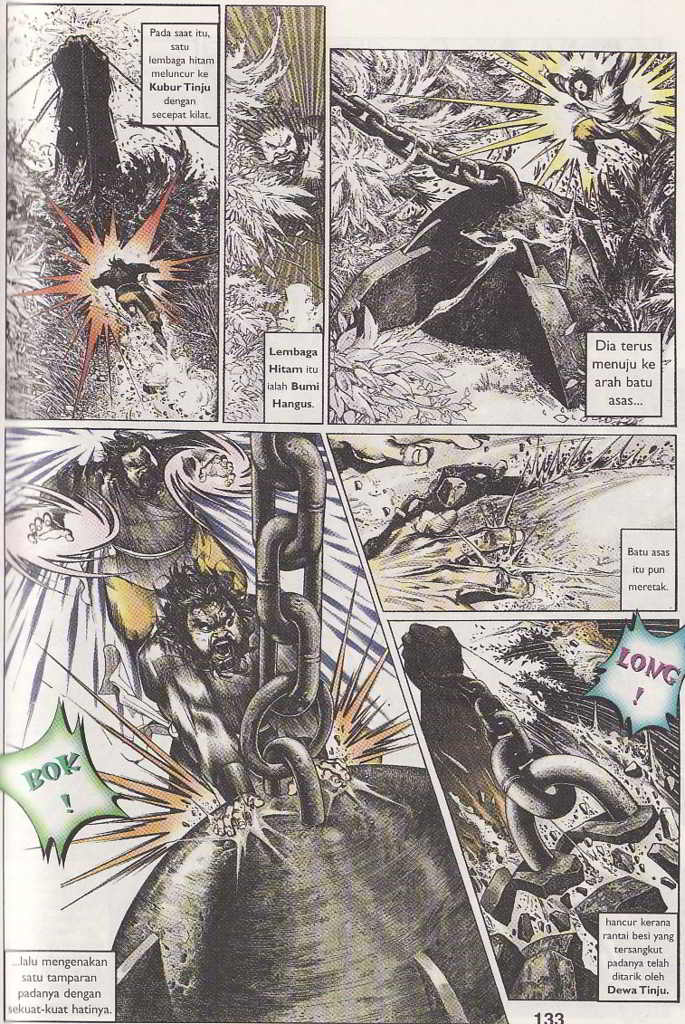 Pada saat itu,
satu
lembaga hitam
meluncur ke
Kubur Tinju
dengan
secepat kilat.
Lembaga
Hitam itu
ialah Bumi
Hangus.
Dia terus
menuju ke
arah batu
asas...
Batu asas
itu pun
meretak.
BOK
!
...lalu mengenakan
satu tamparan
padanya dengan
sekuat-kuat hatinya.
LONG
!
hancur kerana
rantai besi yang
tersangkut
padanya telah
ditarik oleh
Dewa Tinju.
133